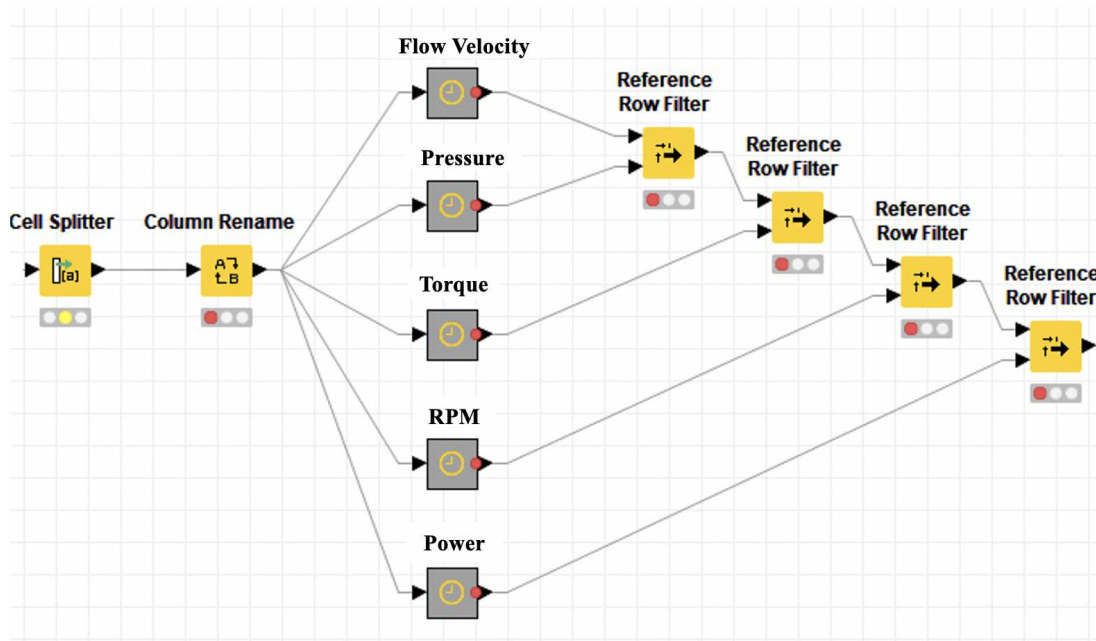 Flow Velocity
Reference
Row Filter
Pressure
Reference
Row Filter
Cell Splitter
Column Rename
Reference
Row Filter
Torque
Reference
Row Filter
RPM
Power